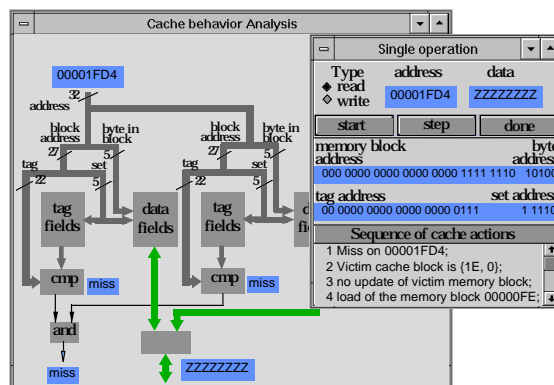 Cache behavior Analysis
00001FD4
32
address
block
address
27
byte in
block
5
tag
22
set
5
tag
fields
data
fields
cmp
miss
and
miss
block
address
27
byte in
block
5
tag
22
set
5
tag
fields
cmp
miss
ZZZZZZZZ
Single operation
Type
address
data
read
write
00001FD4
ZZZZZZZZ
start
step
done
memory block
address
byte
address
000 0000 0000 0000 0000 1111 1110
10100
tag address
set address
00 0000 0000 0000 0000 0111
1 1110
Sequence of cache actions
1 Miss on 00001FD4;
2 Victim cache block is {1E, 0};
3 no update of victim memory block;
4 load of the memory block 00000FE;